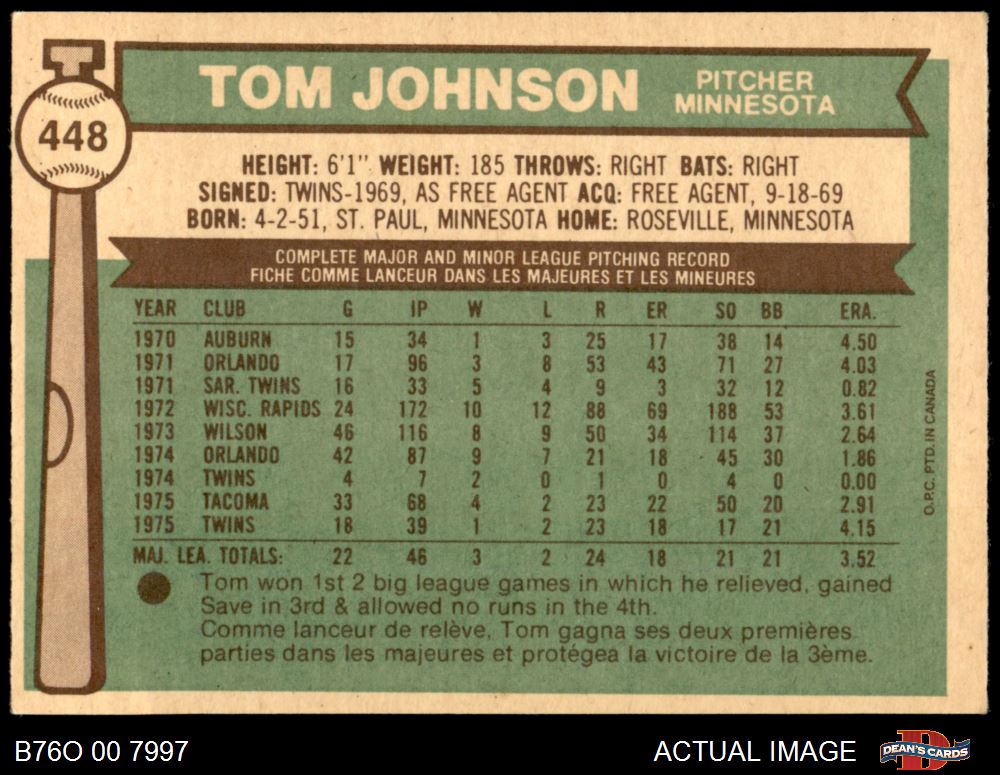 448
TOM JOHNSON
PITCHER
MINNESOTA
HEIGHT: 6'1" WEIGHT: 185 THROWS: RIGHT BATS: RIGHT
SIGNED: TWINS-1969, AS FREE AGENT ACQ: FREE AGENT, 9-18-69
BORN: 4-2-51, ST. PAUL, MINNESOTA HOME: ROSEVILLE, MINNESOTA
COMPLETE MAJOR AND MINOR LEAGUE PITCHING RECORD
FICHE COMME LANCEUR DANS LES MAJEURES ET LES MINEURES
YEAR CLUB G IP W L R ER SO BB ERA.
1970 AUBURN 15 34 1 3 25 17 38 14 4.50
1971 ORLANDO 17 96 3 8 53 43 71 27 4.03
1971 SAR. TWINS 16 33 5 4 9 3 32 12 0.82
1972 WISC. RAPIDS 24 172 10 12 88 69 188 53 3.61
1973 WILSON 46 116 8 9 50 34 114 37 2.64
1974 ORLANDO 42 87 9 7 21 18 45 30 1.86
1974 TWINS 4 7 2 0 1 0 4 0 0.00
1975 TACOMA 33 68 4 2 23 22 50 20 2.91
1975 TWINS 18 39 1 2 23 18 17 21 4.15
MAJ. LEA. TOTALS: 22 46 3 2 24 18 21 21 3.52
Tom won 1st 2 big league games in which he relieved, gained
Save in 3rd & allowed no runs in the 4th.
Comme lanceur de relève, Tom gagna ses deux premières
parties dans les majeures et protégea la victoire de la 3ème.
O.P.C. PTD. IN CANADA
B76O 00 7997
ACTUAL IMAGE
DEAN'S CARDS